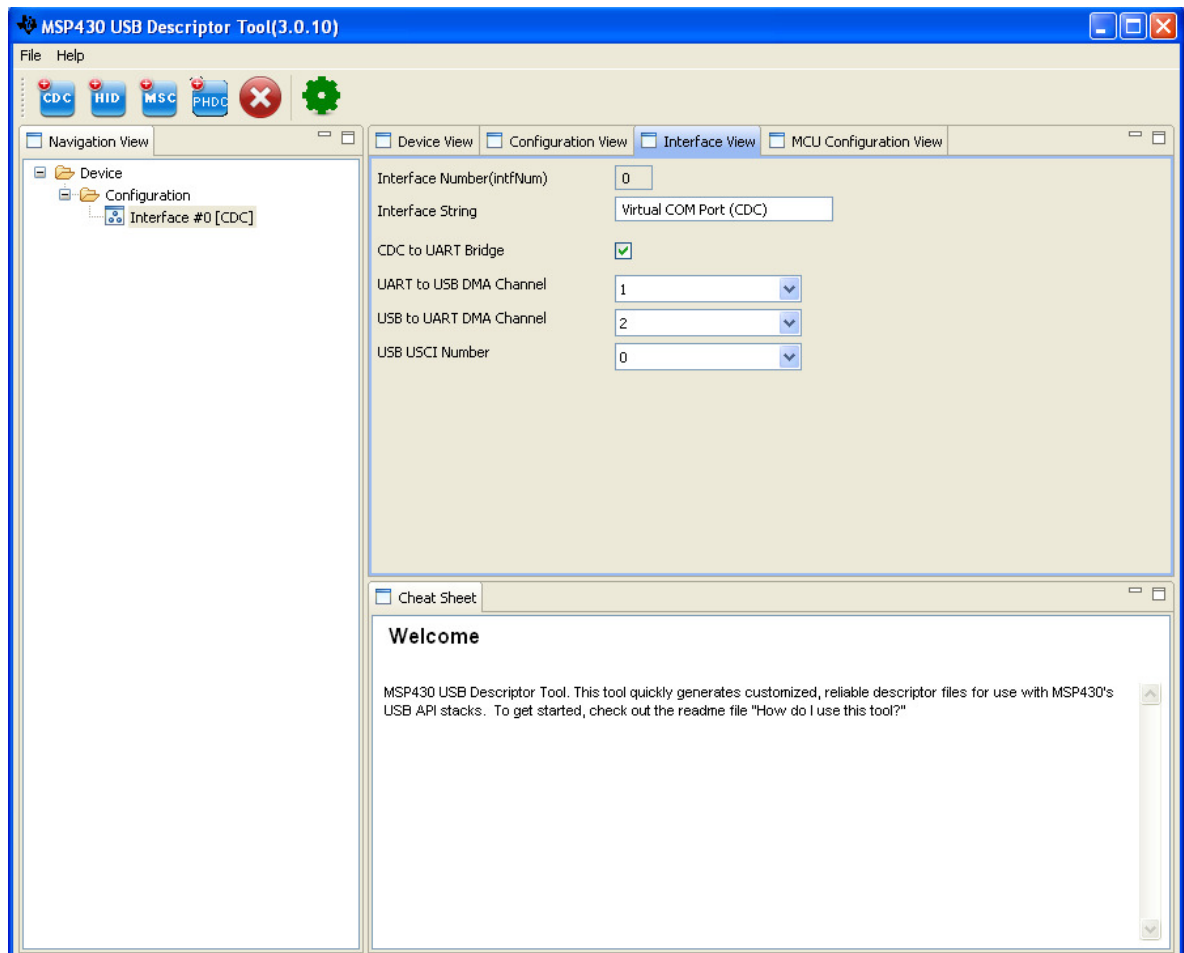 MSP430 USB Descriptor Tool(3.0.10)
File Help
CDC HID MSC PHDC
Navigation View
Device
Configuration
Interface #0 [CDC]
Device View Configuration View Interface View MCU Configuration View
Interface Number(intfNum) 0
Interface String Virtual COM Port (CDC)
CDC to UART Bridge
UART to USB DMA Channel 1
USB to UART DMA Channel 2
USB USCI Number 0
Cheat Sheet
Welcome
MSP430 USB Descriptor Tool. This tool quickly generates customized, reliable descriptor files for use with MSP430's
USB API stacks. To get started, check out the readme file "How do I use this tool?"